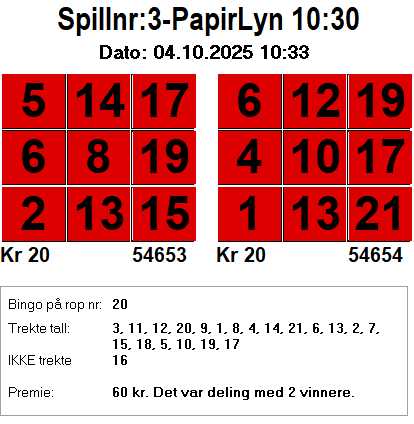 Spillnr:3-PapirLyn 10:30
Dato: 04.10.2025 10:33
5 14 17 6 12 19
6 8 19 4 10 17
2 13 15 1 13 21
Kr 20 54653 Kr 20 54654
Bingo på rop nr: 20
Trekte tall: 3, 11, 12, 20, 9, 1, 8, 4, 14, 21, 6, 13, 2, 7,
15, 18, 5, 10, 19, 17
IKKE trekte 16
Premie: 60 kr. Det var deling med 2 vinnere.